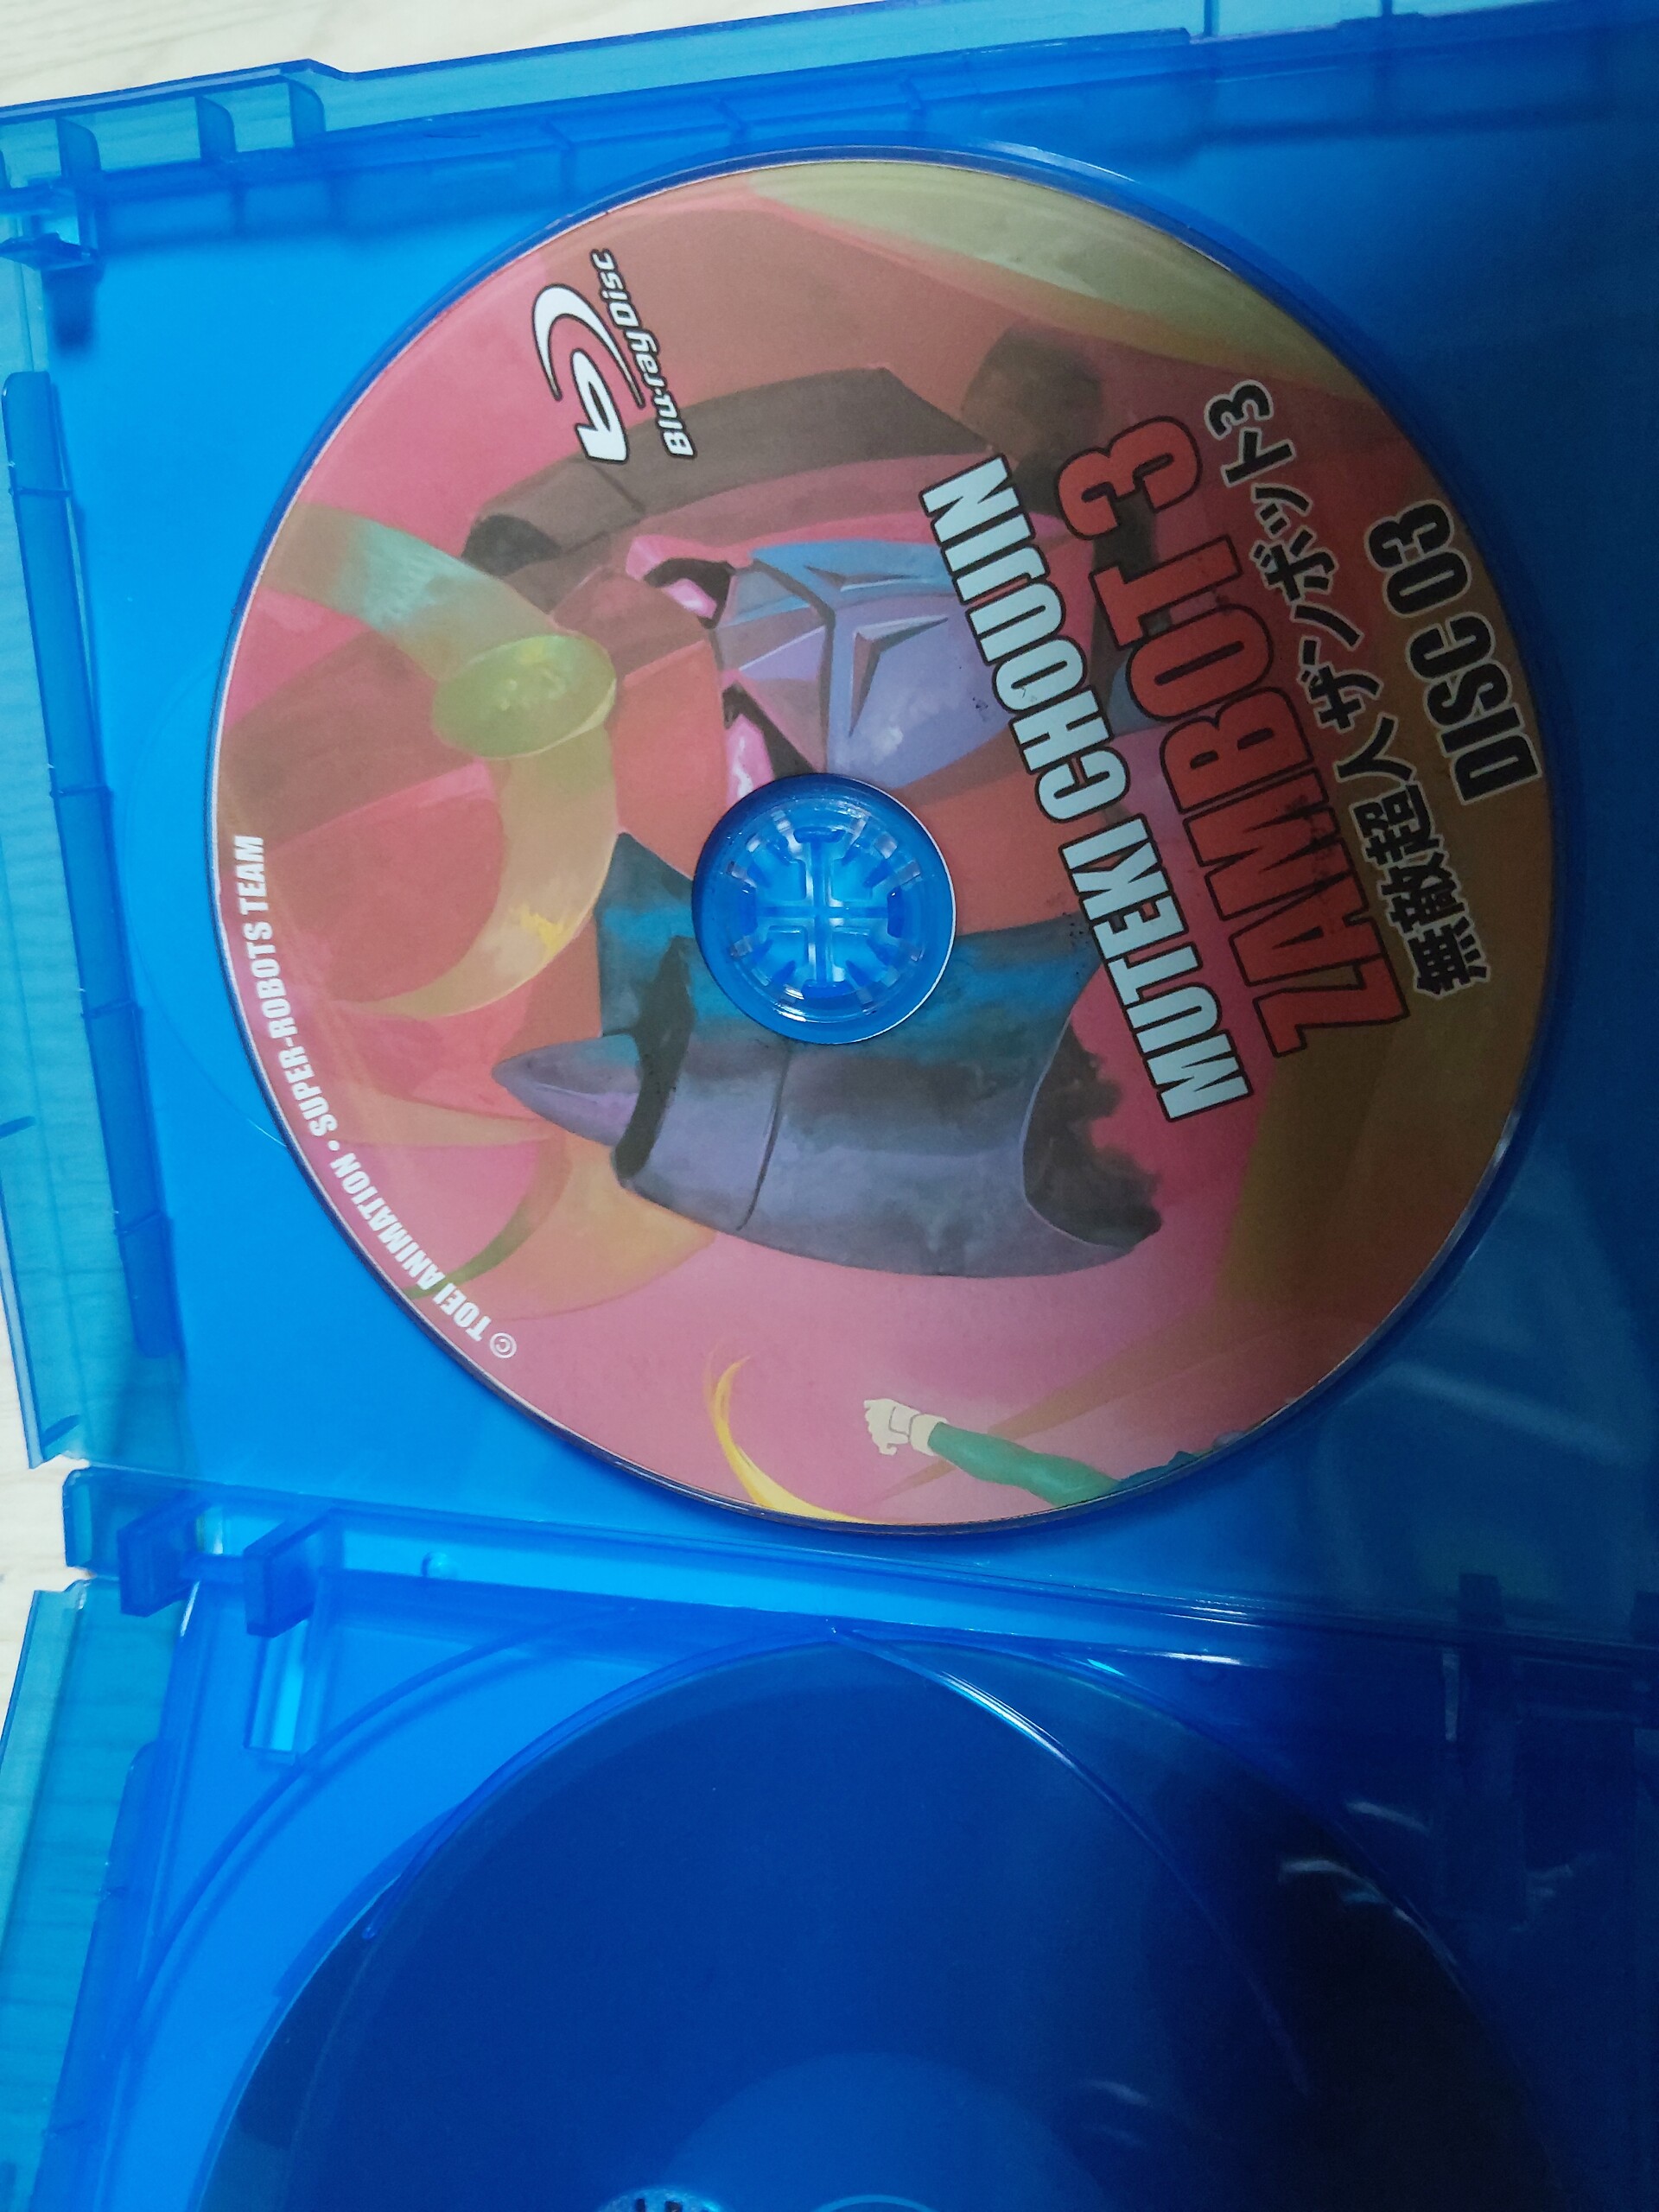 Blu-ray Disc
MUTEKI CHOUJIN
ZAMBOT 3
無敵超人ザンボット3
DISC 03
© TOEI ANIMATION • SUPER-ROBOTS TEAM